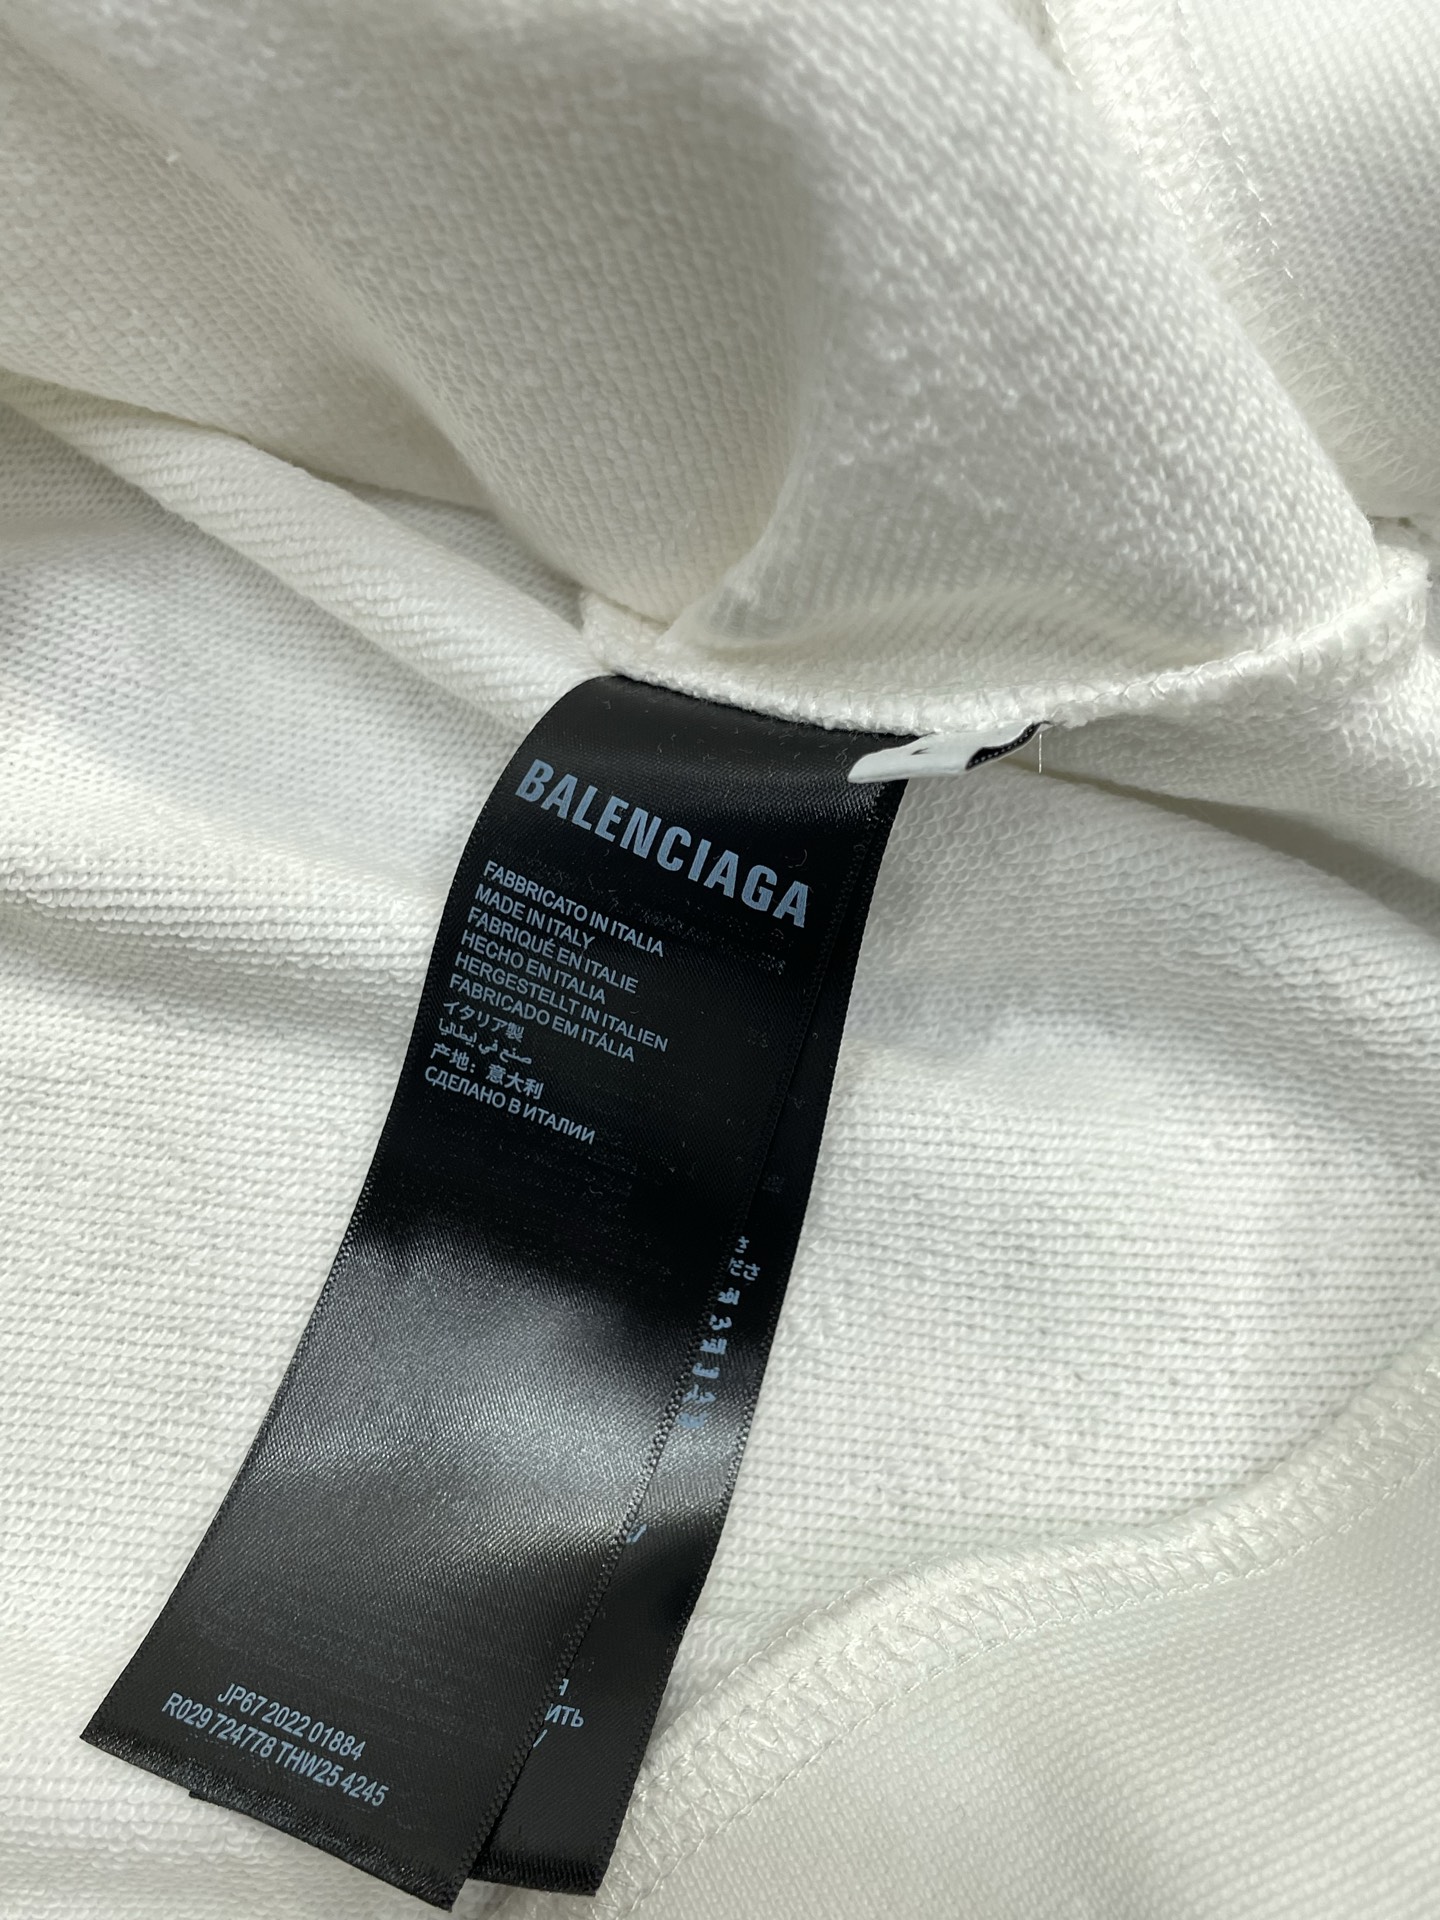 BALENCIAGA
FABBRICATO IN ITALIA
MADE IN ITALY
FABRIQUÉ EN ITALIE
HECHO EN ITALIA
HERGESTELLT IN ITALIEN
FABRICADO EM ITÁLIA
イタリア製
صنع في إيطاليا
产地：意大利
СДЕЛАНО В ИТАЛИИ
JP67 2022 01884
R029 724778 THW25 4245